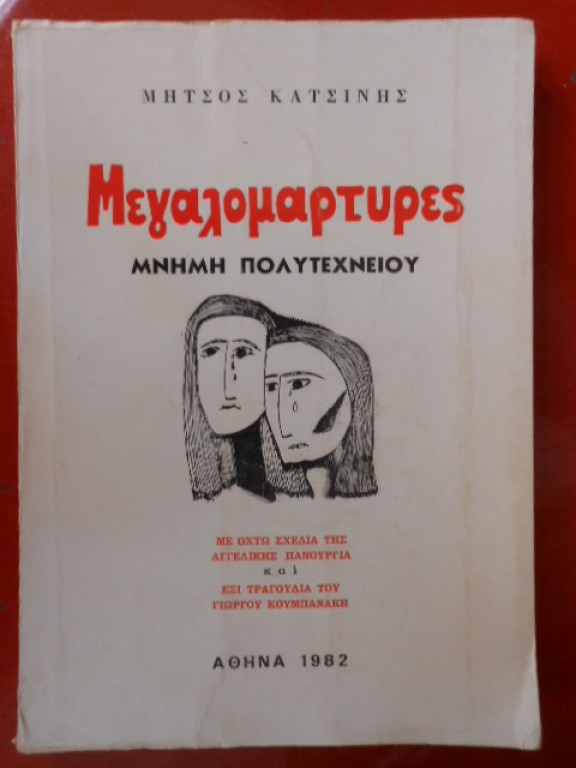 ΜΗΤΣΟΣ ΚΑΤΣΙΝΗΣ
Μεγαλομαρτυρες
ΜΝΗΜΗ ΠΟΛΥΤΕΧΝΕΙΟΥ
ΜΕ ΟΧΤΩ ΣΧΕΔΙΑ ΤΗΣ
ΑΓΓΕΛΙΚΗΣ ΠΑΝΟΥΡΓΙΑ
καὶ
ΕΞΙ ΤΡΑΓΟΥΔΙΑ ΤΟΥ
ΓΙΩΡΓΟΥ ΚΟΥΜΠΑΝΑΚΗ
ΑΘΗΝΑ 1982